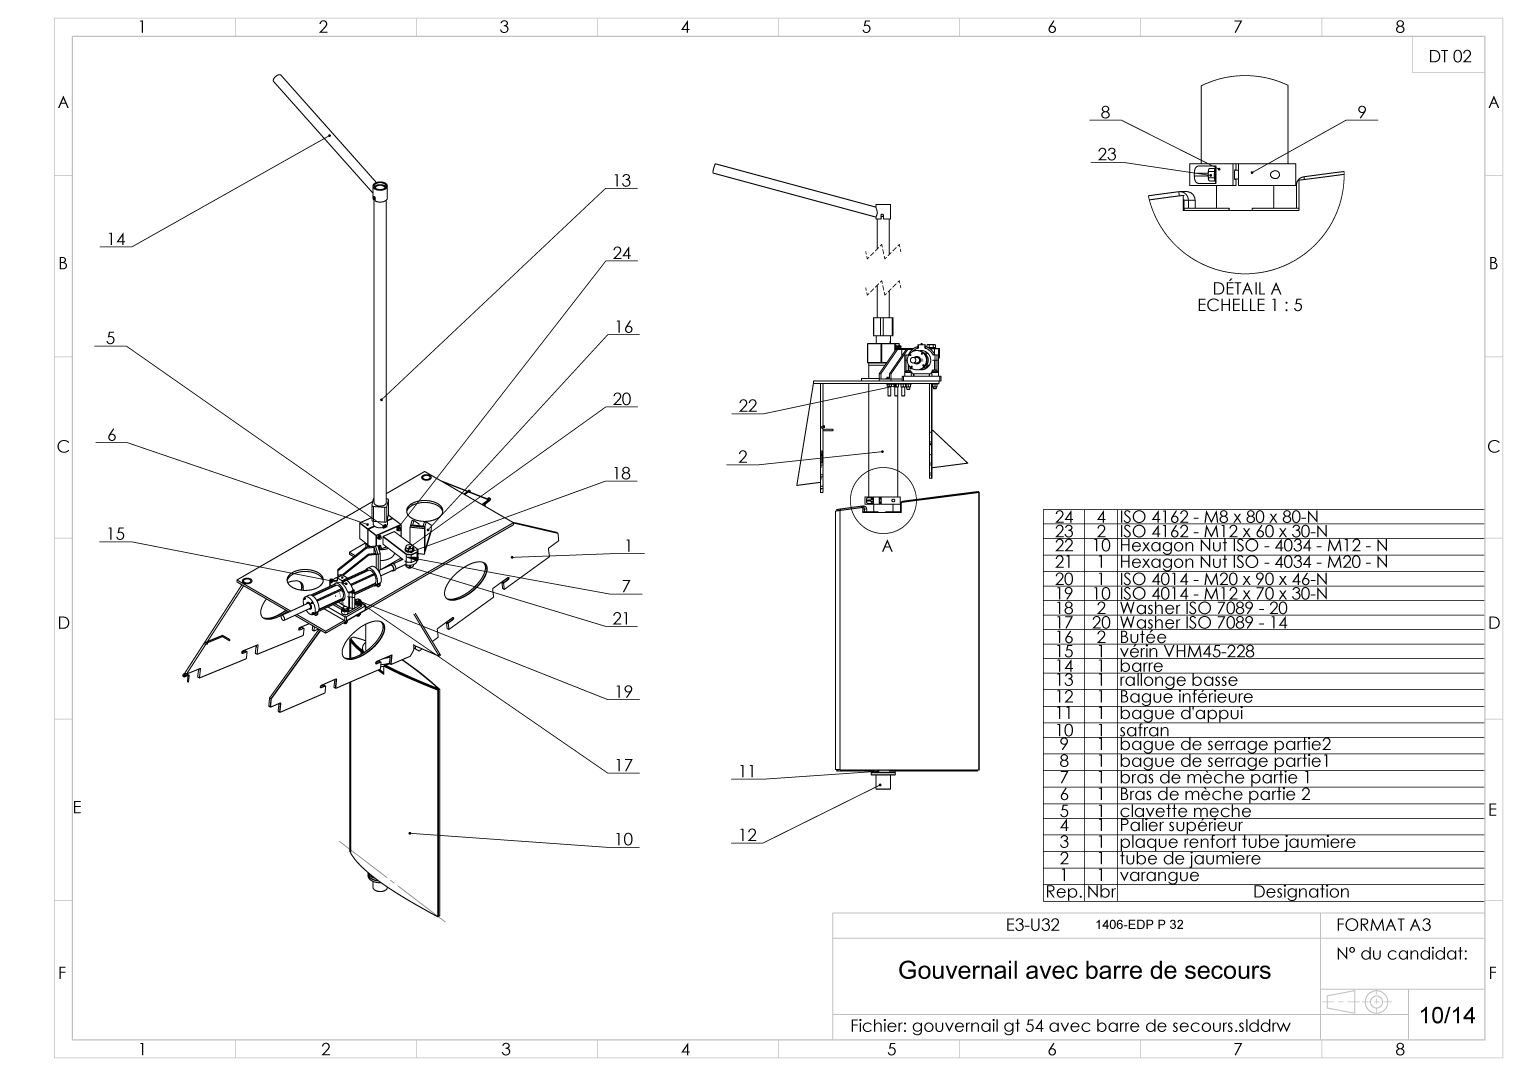 1 2 3 4 5 6 7 8
DT 02
A
B
C
D
E
F
A
B
C
D
E
F
14
5
6
15
13
24
16
20
18
1
7
21
19
17
10
22
2
A
11
12
8
23
9
DÉTAIL A
ECHELLE 1 : 5
24 4 ISO 4162 - M8 x 80 x 80-N
23 2 ISO 4162 - M12 x 60 x 30-N
22 10 Hexagon Nut ISO - 4034 - M12 - N
21 1 Hexagon Nut ISO - 4034 - M20 - N
20 1 ISO 4014 - M20 x 90 x 46-N
19 10 ISO 4014 - M12 x 70 x 30-N
18 2 Washer ISO 7089 - 20
17 20 Washer ISO 7089 - 14
16 2 Butée
15 1 vérin VHM45-228
14 1 barre
13 1 rallonge basse
12 1 Bague inférieure
11 1 bague d'appui
10 1 safran
9 1 bague de serrage partie2
8 1 bague de serrage partie1
7 1 bras de mèche partie 1
6 1 Bras de mèche partie 2
5 1 clavette meche
4 1 Palier supérieur
3 1 plaque renfort tube jaumiere
2 1 tube de jaumiere
1 1 varangue
Rep. Nbr Designation
E3-U32 1406-EDP P 32
FORMAT A3
Gouvernail avec barre de secours
N° du candidat:
Fichier: gouvernail gt 54 avec barre de secours.slddrw
10/14
1 2 3 4 5 6 7 8